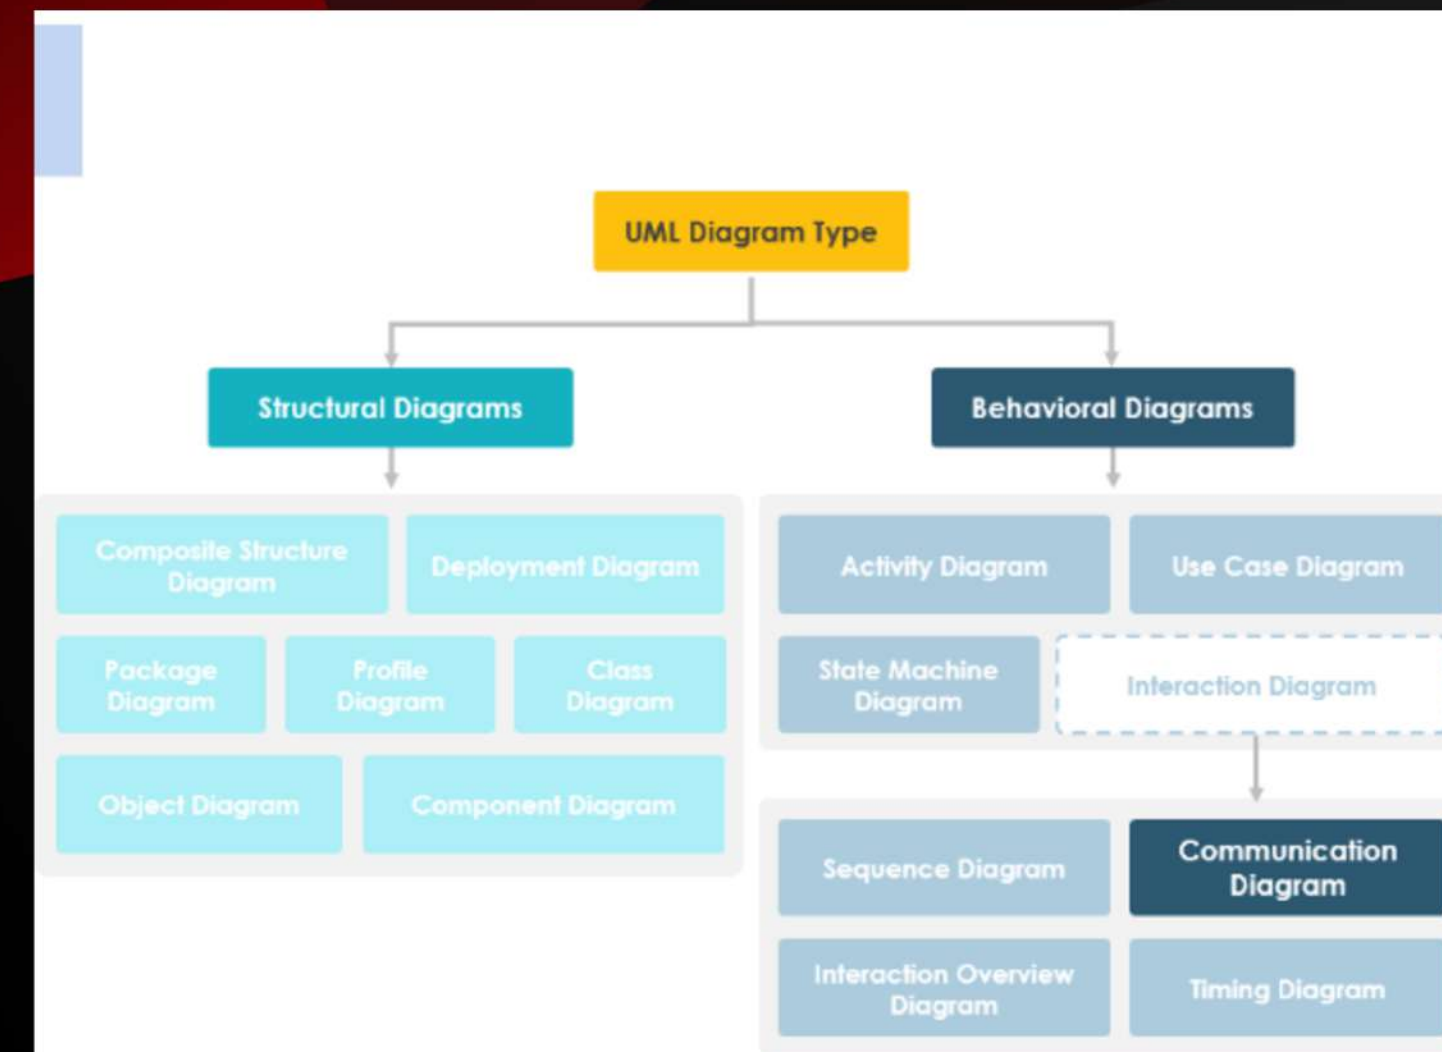 UML Diagram Type
Structural Diagrams
Behavioral Diagrams
Composite Structure
Diagram
Deployment Diagram
Package
Diagram
Profile
Diagram
Class
Diagram
Object Diagram
Component Diagram
Activity Diagram
Use Case Diagram
State Machine
Diagram
Interaction Diagram
Sequence Diagram
Communication
Diagram
Interaction Overview
Diagram
Timing Diagram